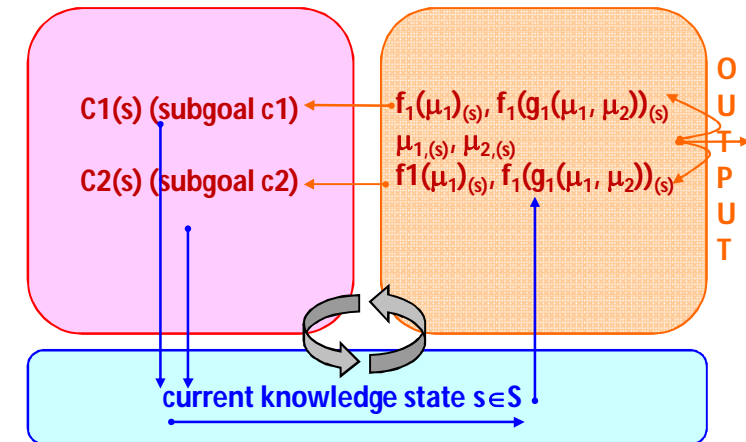 C1(s) (subgoal c1)
f₁(μ₁)₍ₛ₎, f₁(g₁(μ₁, μ₂))₍ₛ₎
μ₁,₍ₛ₎, μ₂,₍ₛ₎
C2(s) (subgoal c2)
f1(μ₁)₍ₛ₎, f₁(g₁(μ₁, μ₂))₍ₛ₎
OUTPUT
current knowledge state s∈S